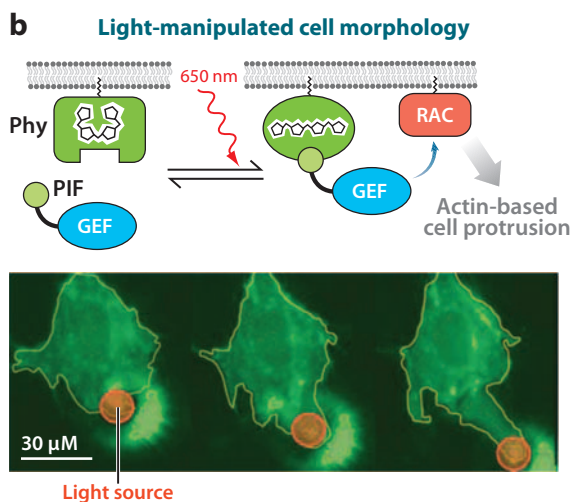 b
Light-manipulated cell morphology
650 nm
Phy
RAC
PIF
GEF
GEF
Actin-based
cell protrusion
30 µM
Light source